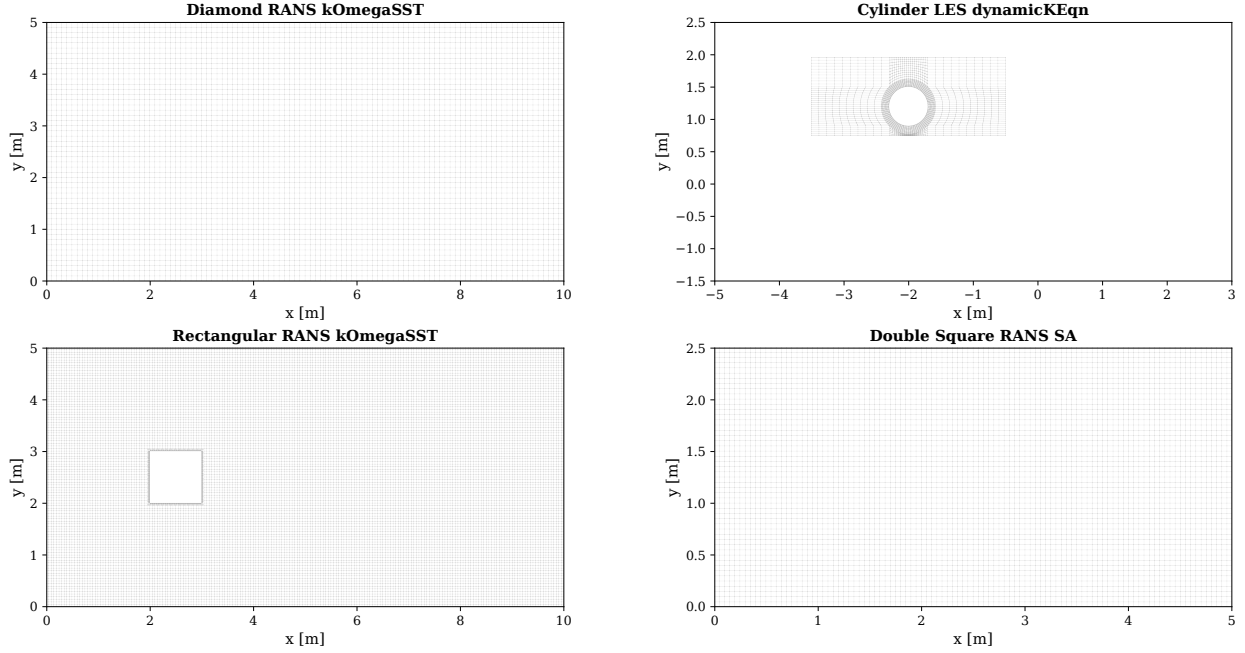 Diamond RANS kOmegaSST
5
4
3
2
1
0
y [m]
0 2 4 6 8 10
x [m]
Cylinder LES dynamicKEqn
2.5
2.0
1.5
1.0
0.5
0.0
−0.5
−1.0
−1.5
y [m]
−5 −4 −3 −2 −1 0 1 2 3
x [m]
Rectangular RANS kOmegaSST
5
4
3
2
1
0
y [m]
0 2 4 6 8 10
x [m]
Double Square RANS SA
2.5
2.0
1.5
1.0
0.5
0.0
y [m]
0 1 2 3 4 5
x [m]